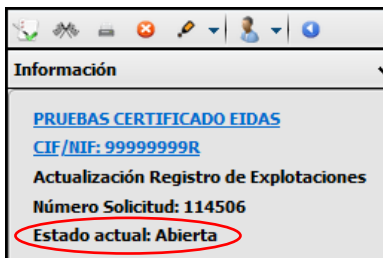 Información
PRUEBAS CERTIFICADO EIDAS
CIF/NIF: 99999999R
Actualización Registro de Explotaciones
Número Solicitud: 114506
Estado actual: Abierta